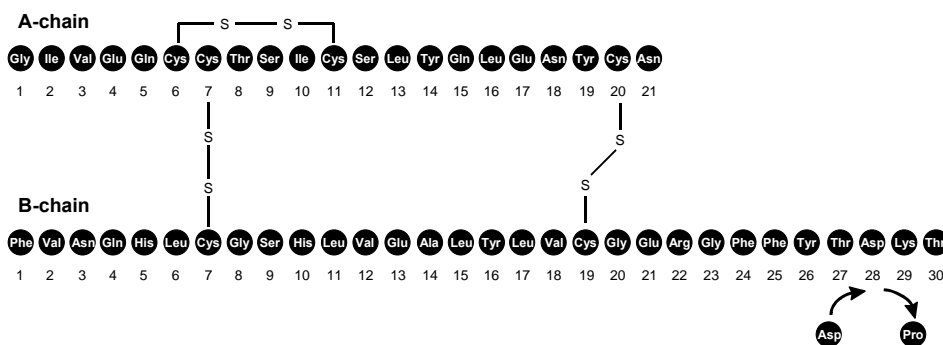 A-chain
S S
Gly Ile Val Glu Gln Cys Cys Thr Ser Ile Cys Ser Leu Tyr Gln Leu Glu Asn Tyr Cys Asn
1 2 3 4 5 6 7 8 9 10 11 12 13 14 15 16 17 18 19 20 21
S S
S S
B-chain
Phe Val Asn Gln His Leu Cys Gly Ser His Leu Val Glu Ala Leu Tyr Leu Val Cys Gly Glu Arg Gly Phe Phe Tyr Thr Asp Lys Thr
1 2 3 4 5 6 7 8 9 10 11 12 13 14 15 16 17 18 19 20 21 22 23 24 25 26 27 28 29 30
Asp Pro